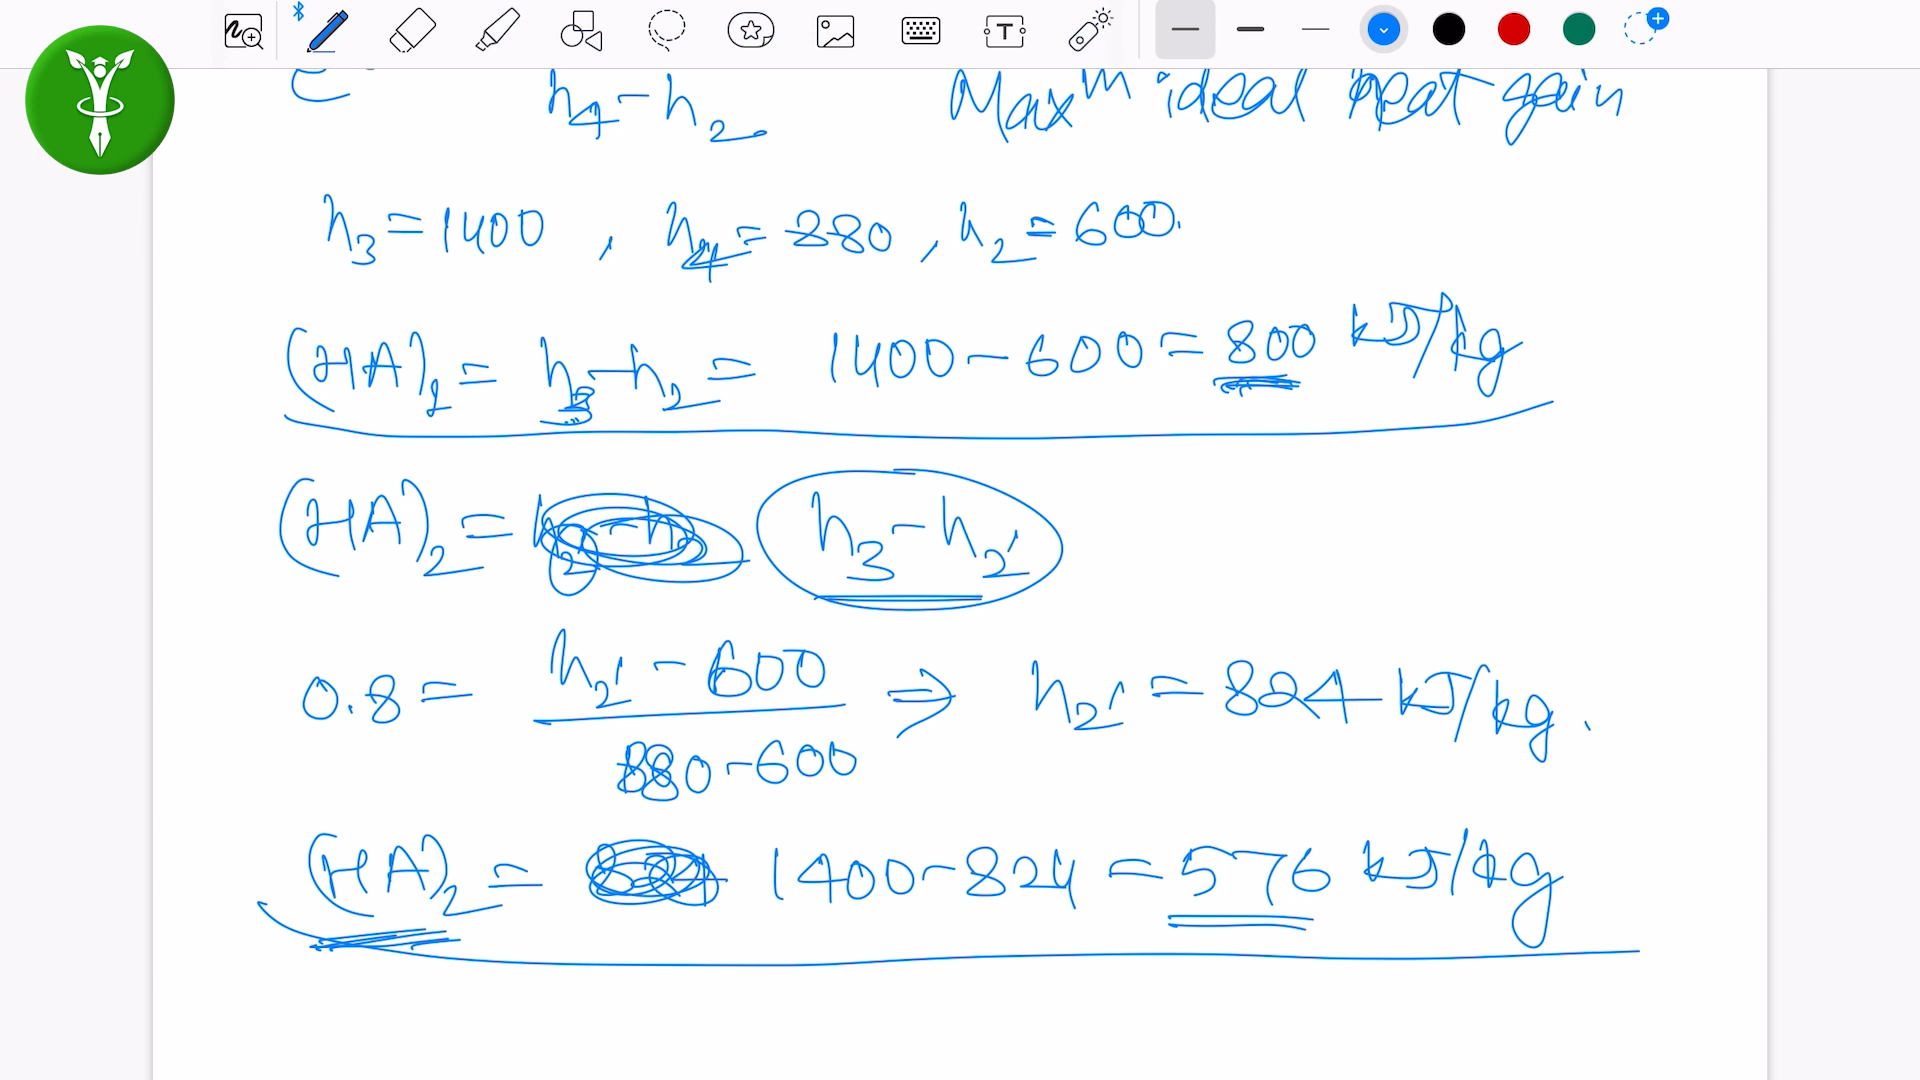 h₄-h₂ Maxᵐ ideal heat gain
h₃=1400, h₄=880, h₂=600.
(HA)₁ = h₃-h₂ = 1400-600 = 800 kJ/kg
(HA)₂ = h₃-h₂'
0.8 = h₂'-600 ⇒ h₂' = 824 kJ/kg.
880-600
(HA)₂ = 1400-824 = 576 kJ/kg